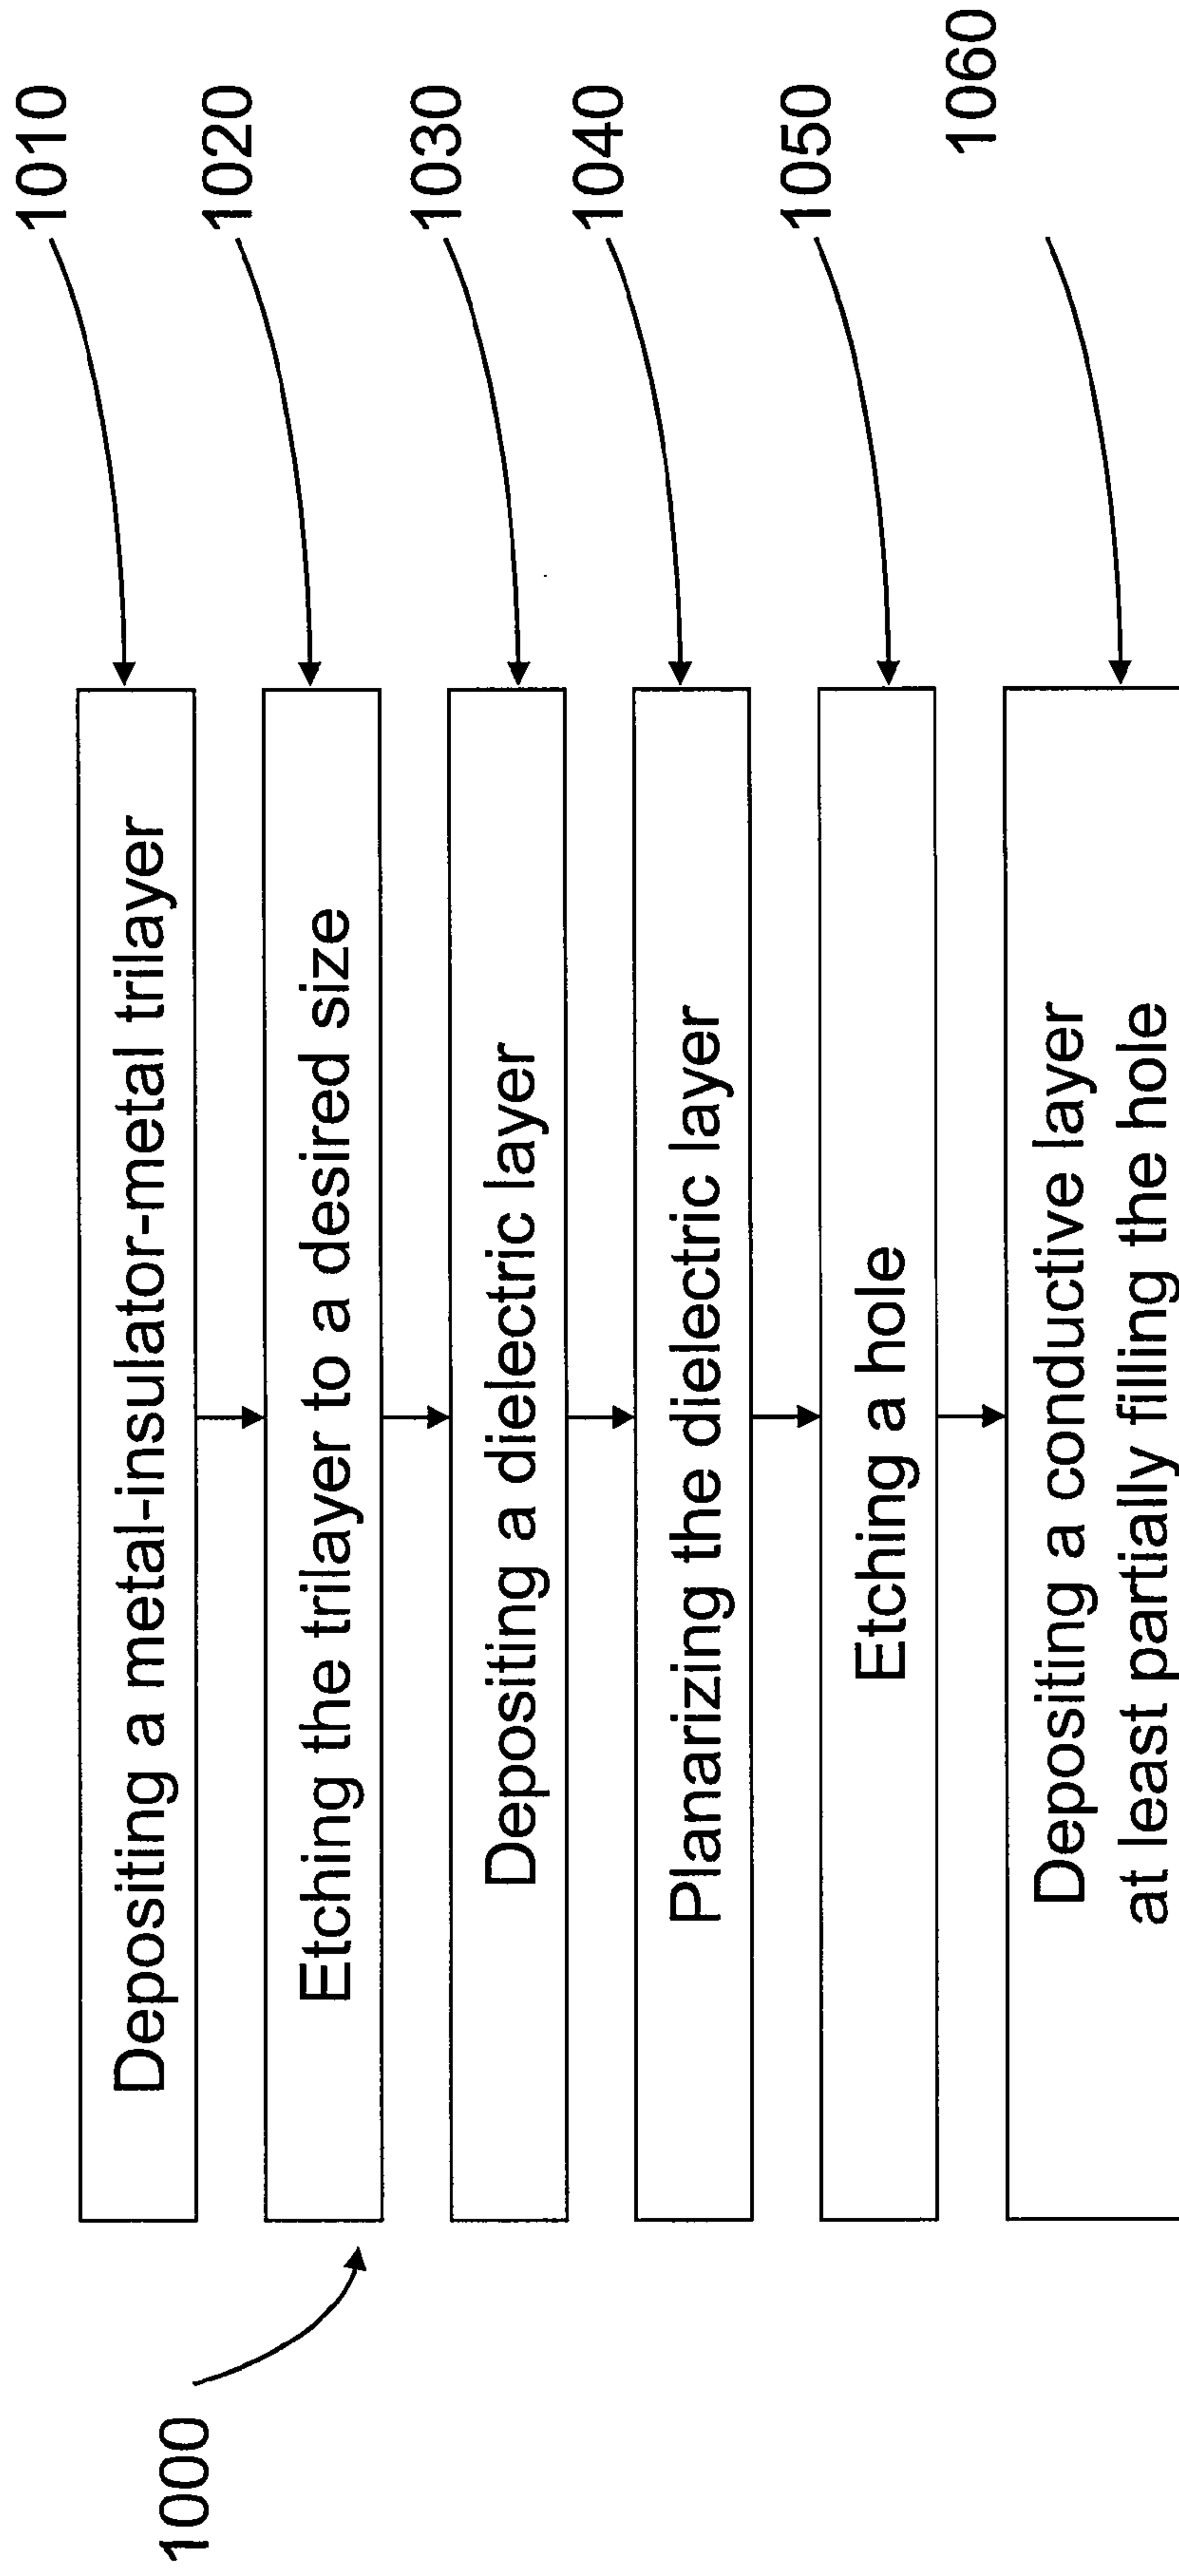 1000
Depositing a metal-insulator-metal trilayer
1010
Etching the trilayer to a desired size
1020
Depositing a dielectric layer
1030
Planarizing the dielectric layer
1040
Etching a hole
1050
Depositing a conductive layer
at least partially filling the hole
1060